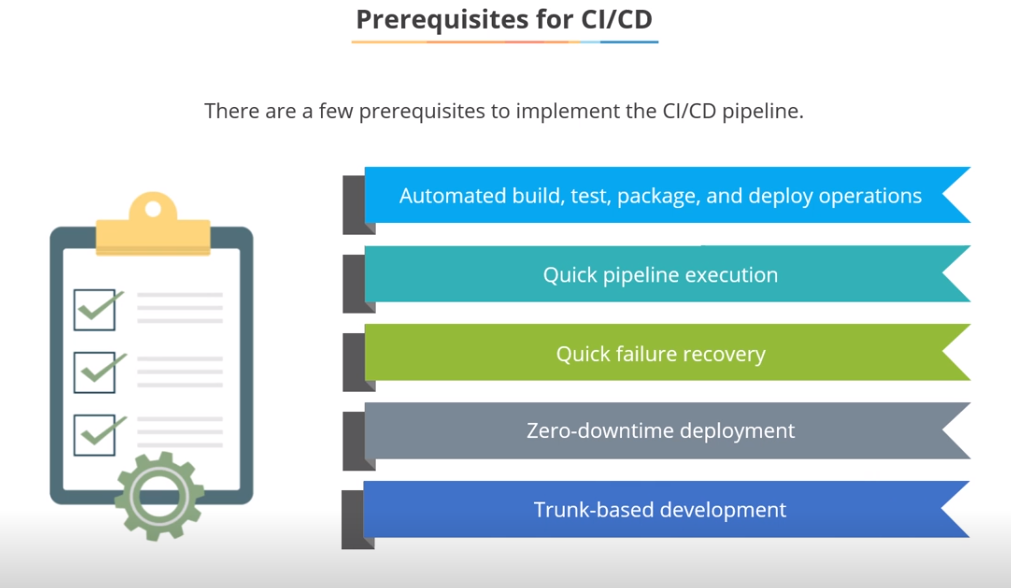 Prerequisites for CI/CD
There are a few prerequisites to implement the CI/CD pipeline.
Automated build, test, package, and deploy operations
Quick pipeline execution
Quick failure recovery
Zero-downtime deployment
Trunk-based development